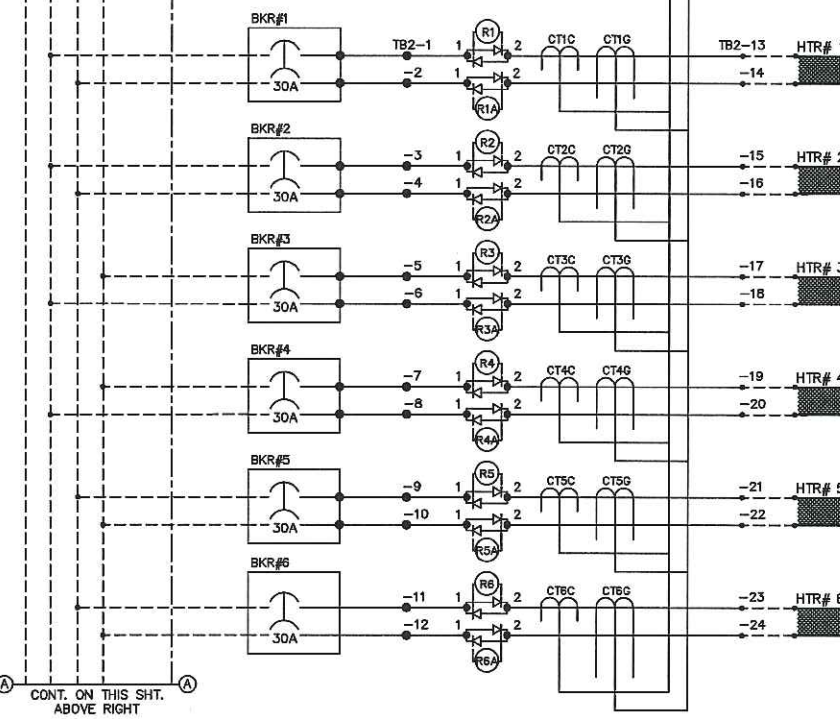 BKR#1
TB2-1 1 R1 2 CT1C CT1G TB2-13 HTR#
-2 1 2 -14
30A R1A
BKR#2
-3 1 R2 2 CT2C CT2G -15 HTR# 2
-4 1 2 -16
30A R2A
BKR#3
-5 1 R3 2 CT3C CT3G -17 HTR# 3
-6 1 2 -18
30A R3A
BKR#4
-7 1 R4 2 CT4C CT4G -19 HTR# 4
-8 1 2 -20
30A R4A
BKR#5
-9 1 R5 2 CT5C CT5G -21 HTR# 5
-10 1 2 -22
30A R5A
BKR#6
-11 1 R6 2 CT6C CT6G -23 HTR# 6
-12 1 2 -24
30A R6A
A A
CONT. ON THIS SHT.
ABOVE RIGHT